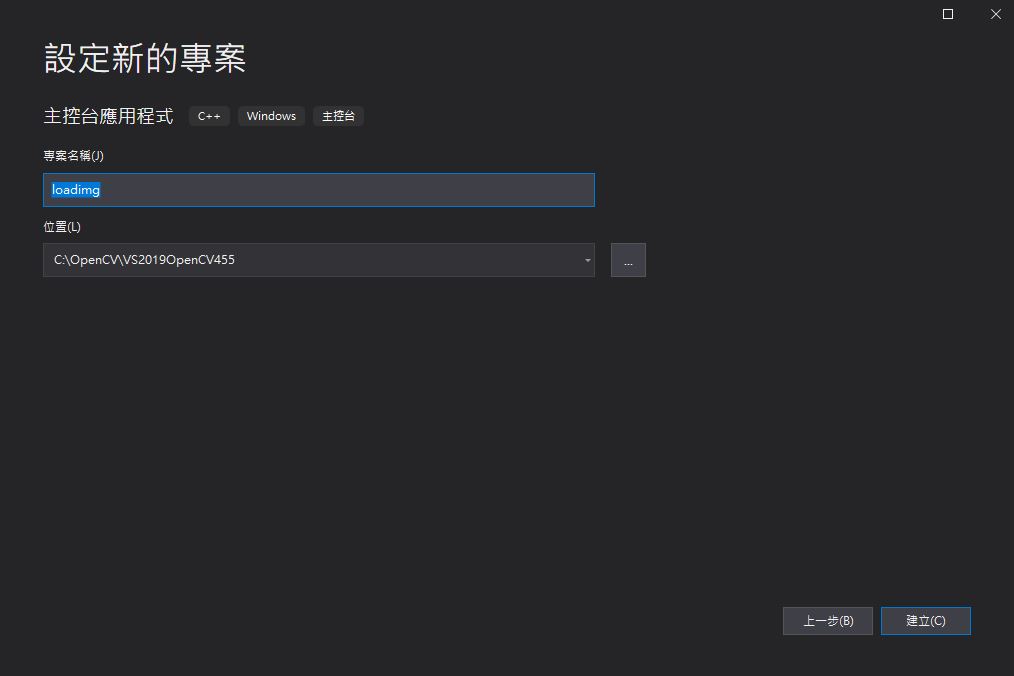 設定新的專案
主控台應用程式 C++ Windows 主控台
專案名稱(J)
loadimg
位置(L)
C:\OpenCV\VS2019OpenCV455
...
上一步(B) 建立(C)